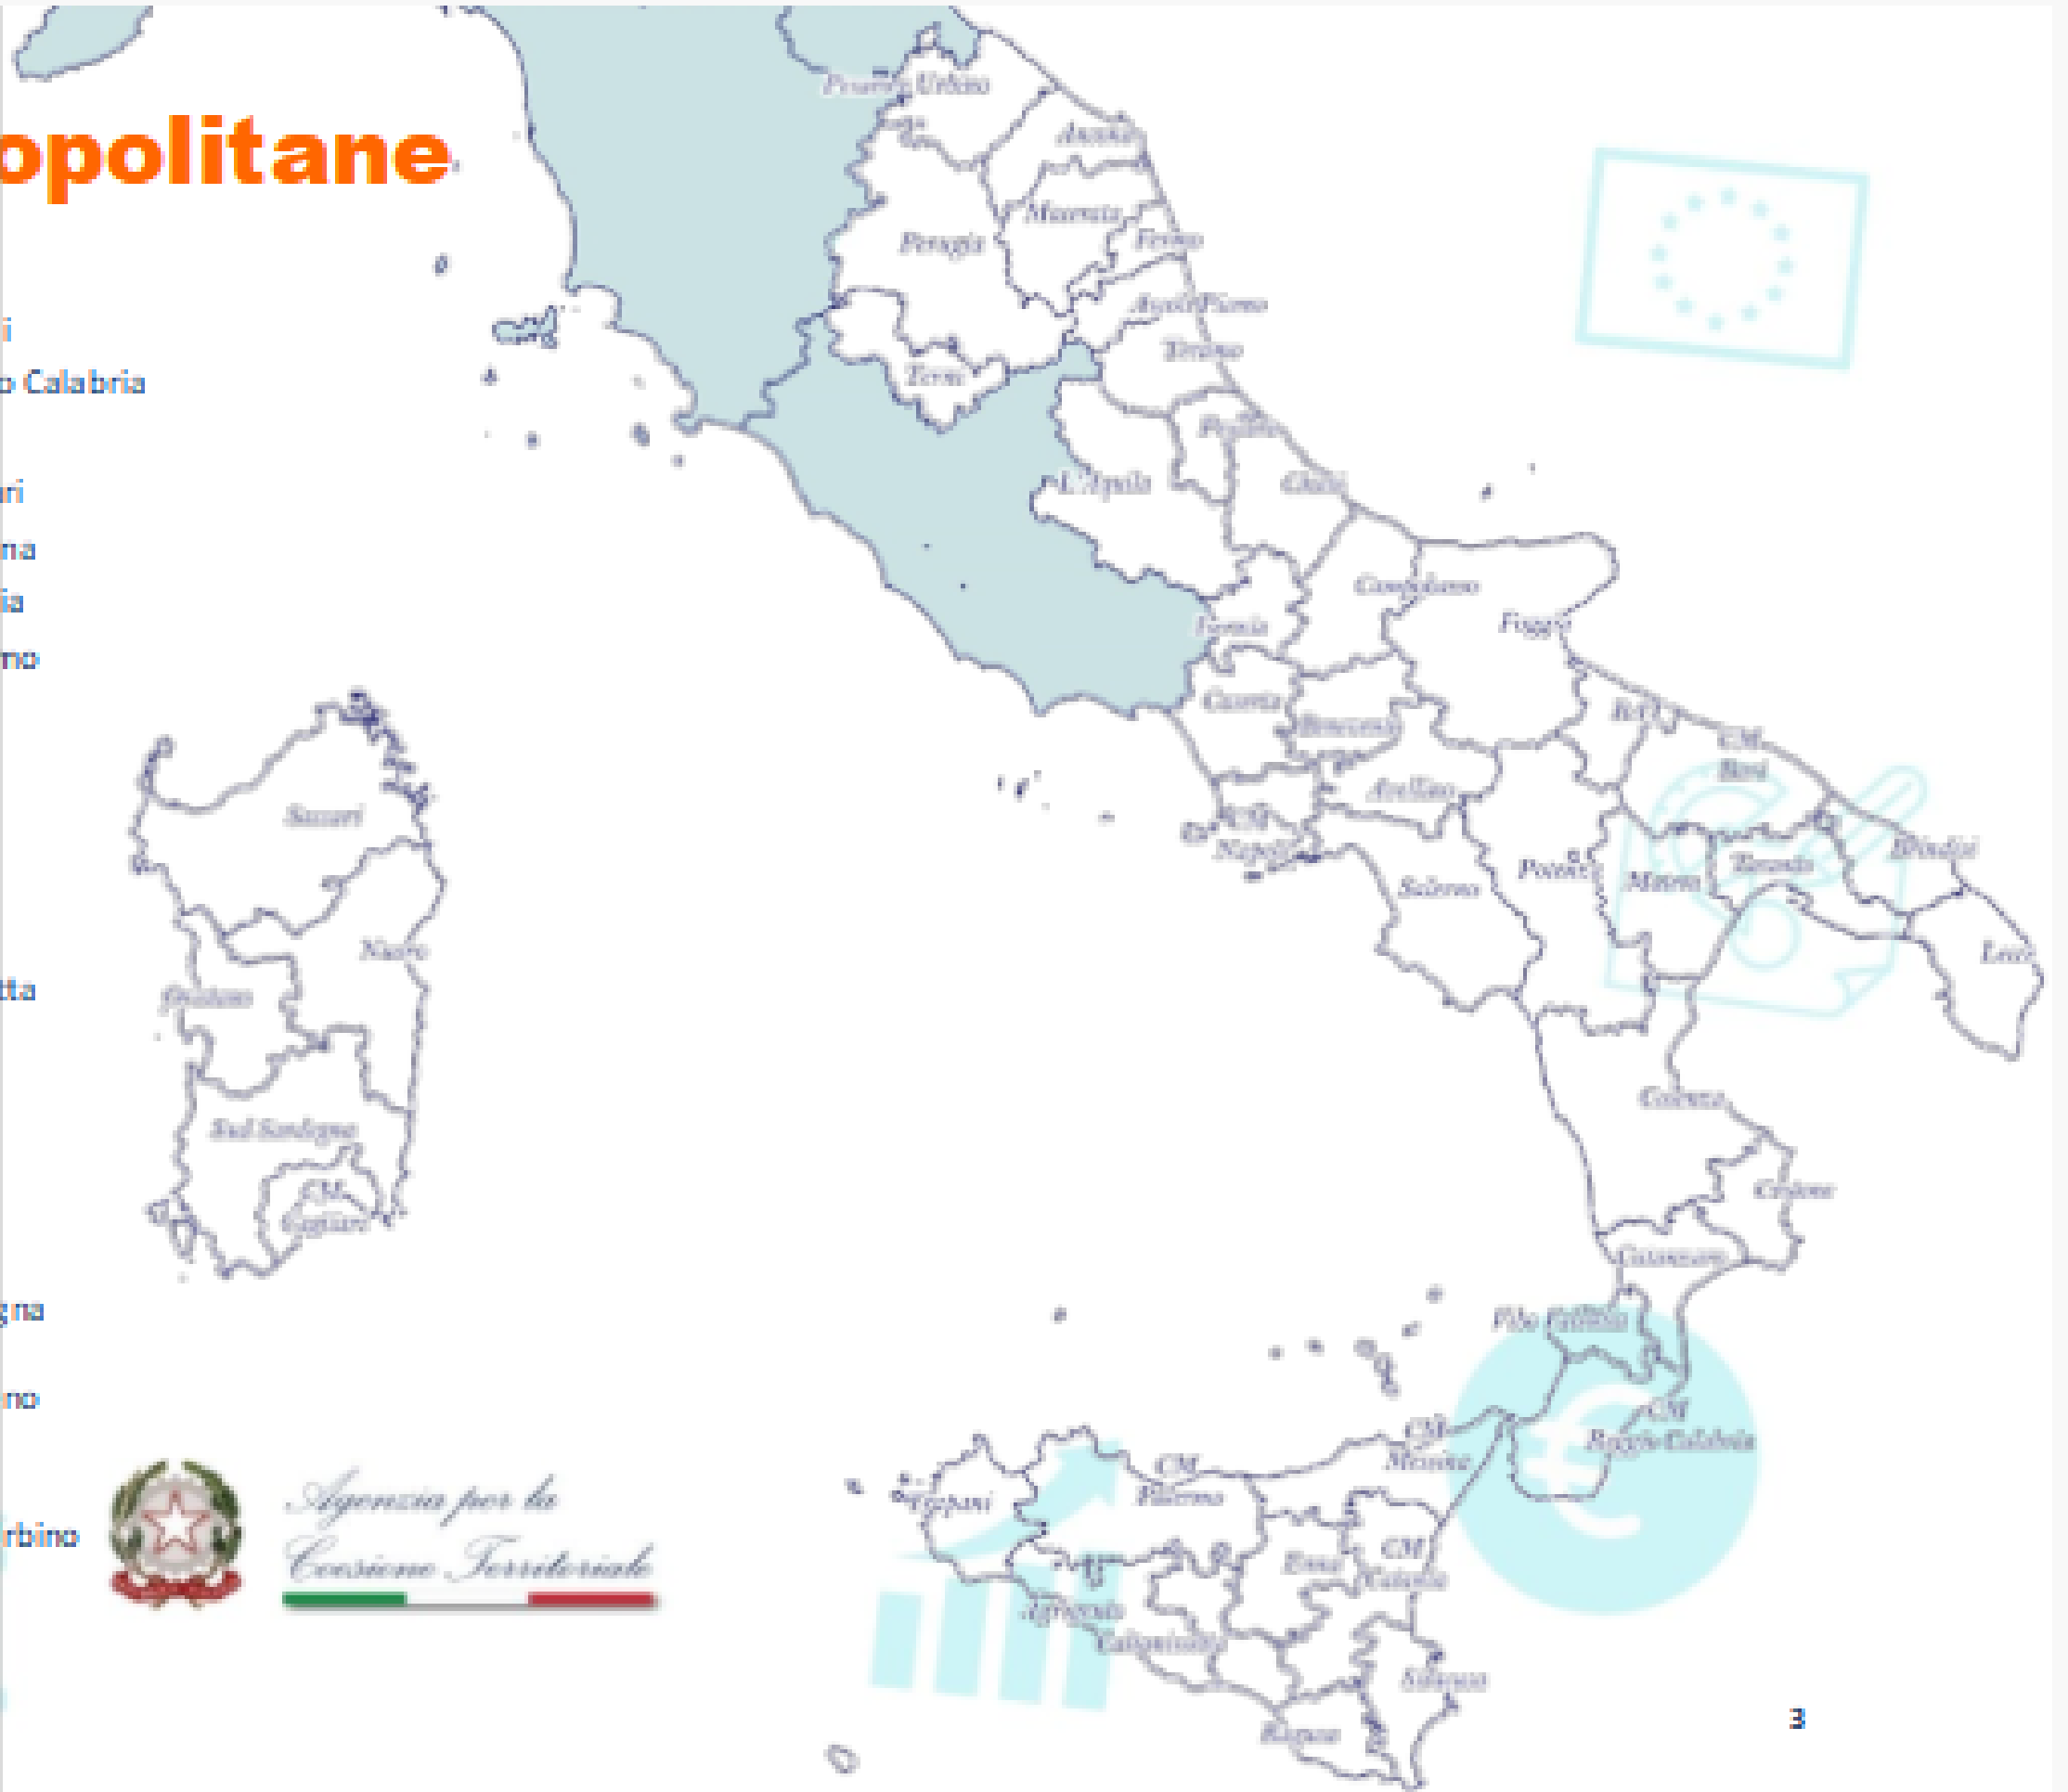 opolitane
i
o Calabria
ri
na
ia
mo
tta
gna
no
rbino
Pesaro Urbino
Ancona
Macerata
Perugia
Fermo
Ascoli Piceno
Teramo
Terni
Pescara
L'Aquila
Chieti
Campobasso
Isernia
Foggia
Caserta
Benevento
BAT
CM
Bari
Avellino
CM
Napoli
Salerno
Potenza
Matera
Taranto
Brindisi
Lecce
Sassari
Nuoro
Oristano
Sud Sardegna
CM
Cagliari
Cosenza
Crotone
Catanzaro
Vibo Valentia
CM
Reggio Calabria
CM
Messina
CM
Palermo
Trapani
Enna
CM
Catania
Agrigento
Caltanissetta
Siracusa
Ragusa
Agenzia per la
Coesione Territoriale
3